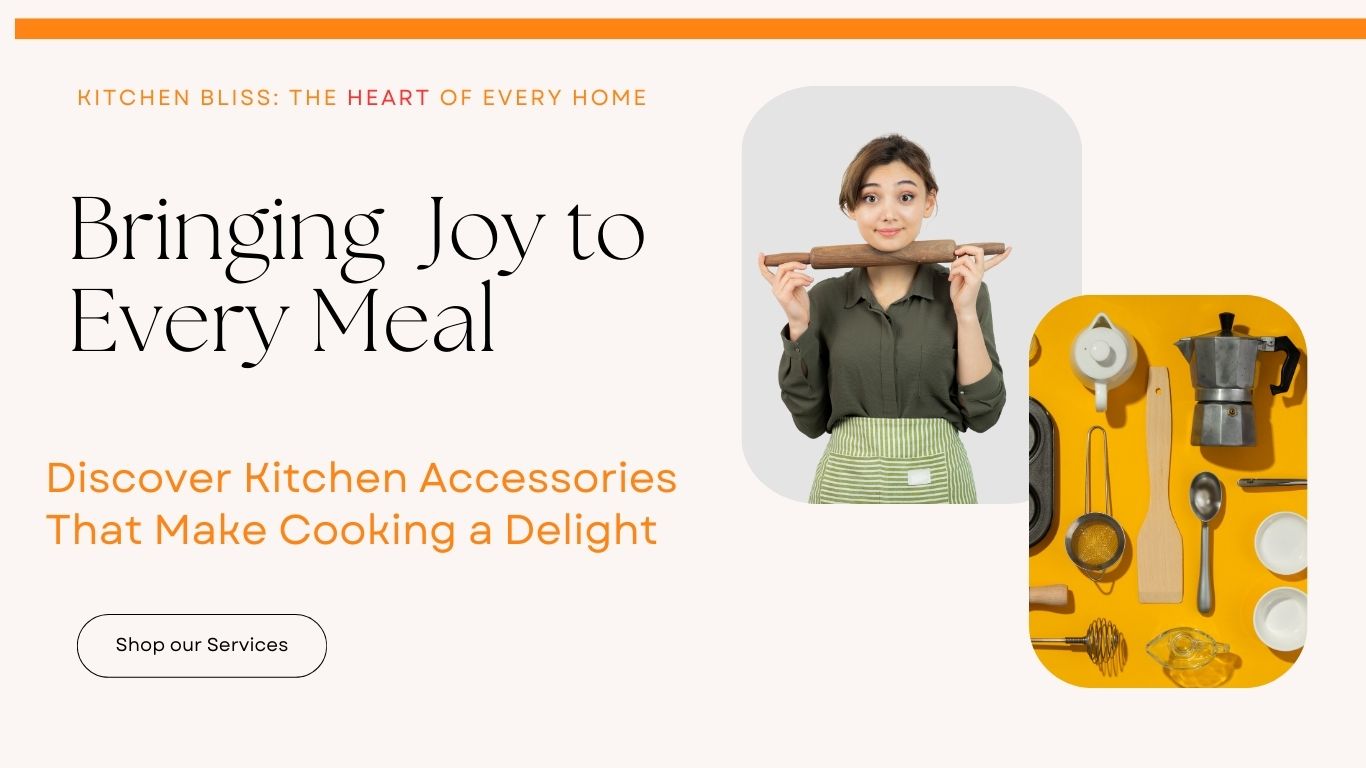 KITCHEN BLISS: THE HEART OF EVERY HOME
Bringing Joy to
Every Meal
Discover Kitchen Accessories
That Make Cooking a Delight
Shop our Services